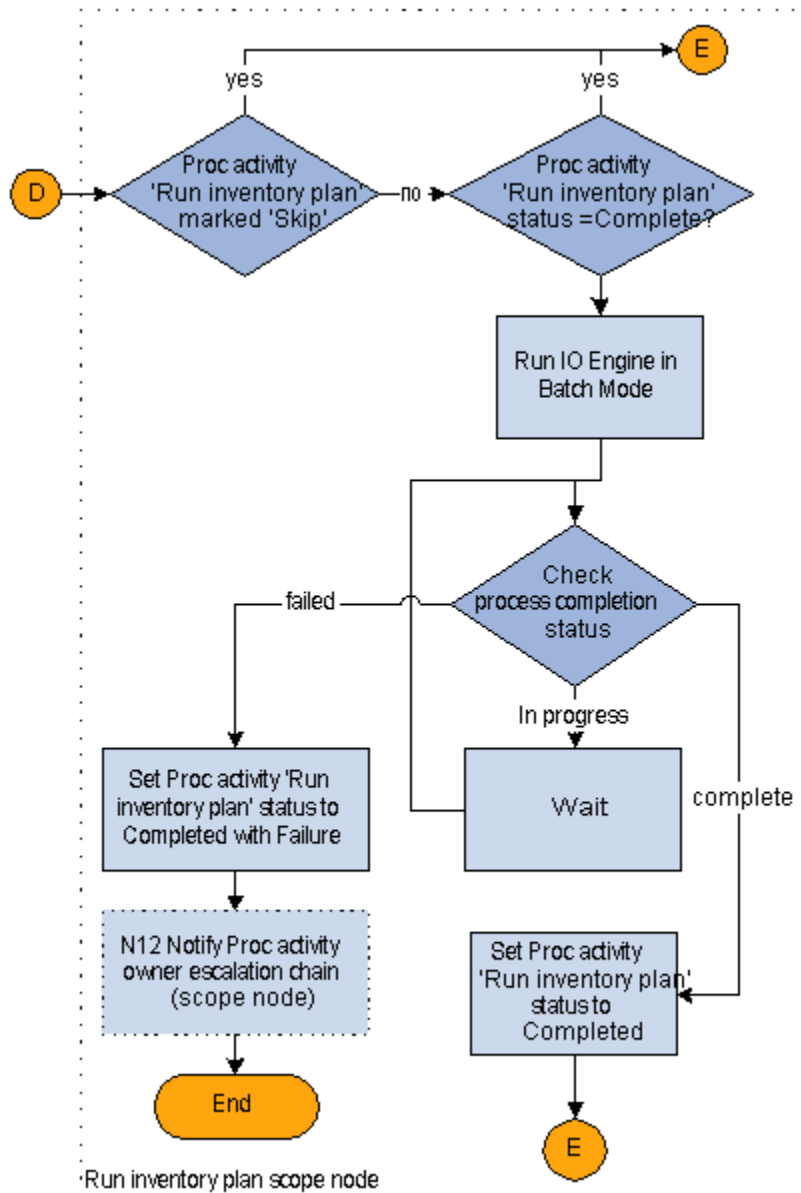 E
yes
yes
Proc activity
'Run inventory plan'
marked 'Skip'
Proc activity
'Run inventory plan'
status =Complete?
D
no
Run IO Engine in
Batch Mode
Check
process completion
status
failed
In progress
Set Proc activity 'Run
inventory plan' status to
Completed with Failure
Wait
complete
N12 Notify Proc activity
owner escalation chain
(scope node)
Set Proc activity
'Run inventory plan'
status to
Completed
End
E
Run inventory plan scope node